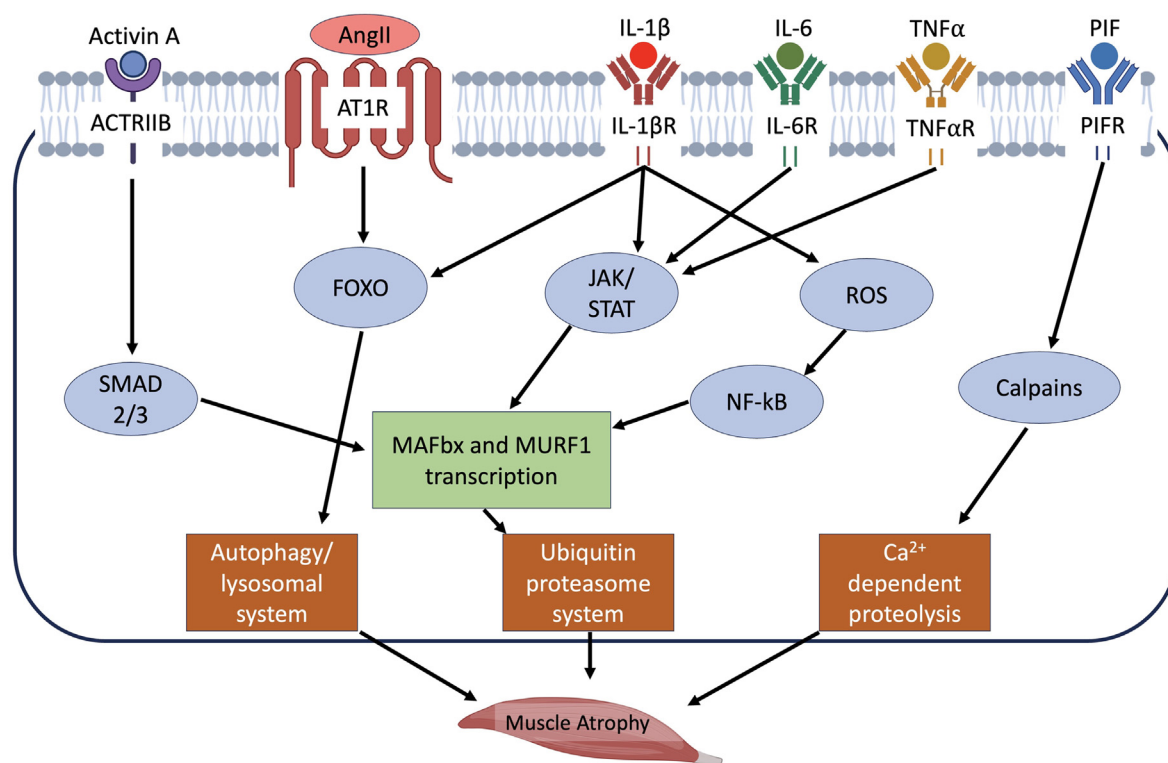 Activin A
AngII
IL-1β
IL-6
TNFα
PIF
ACTRIIB
AT1R
IL-1βR
IL-6R
TNFαR
PIFR
FOXO
JAK/
STAT
ROS
SMAD
2/3
NF-kB
Calpains
MAFbx and MURF1
transcription
Autophagy/
lysosomal
system
Ubiquitin
proteasome
system
Ca²⁺
dependent
proteolysis
Muscle Atrophy